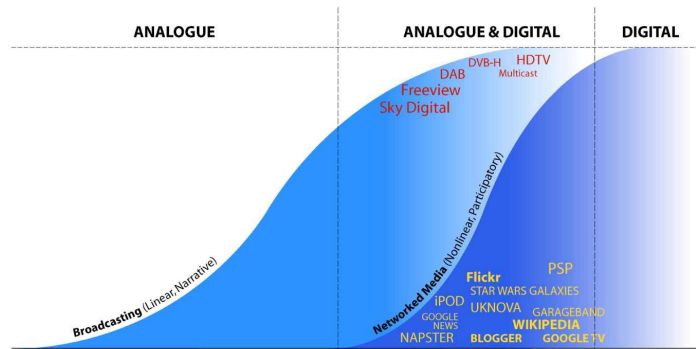 ANALOGUE
ANALOGUE & DIGITAL
DIGITAL
DVB-H
HDTV
DAB
Multicast
Freeview
Sky Digital
Broadcasting (Linear, Narrative)
Networked Media (Nonlinear, Participatory)
PSP
Flickr
STAR WARS GALAXIES
iPOD
UKNOVA
GARAGEBAND
GOOGLE
NEWS
WIKIPEDIA
NAPSTER
BLOGGER
GOOGLE TV